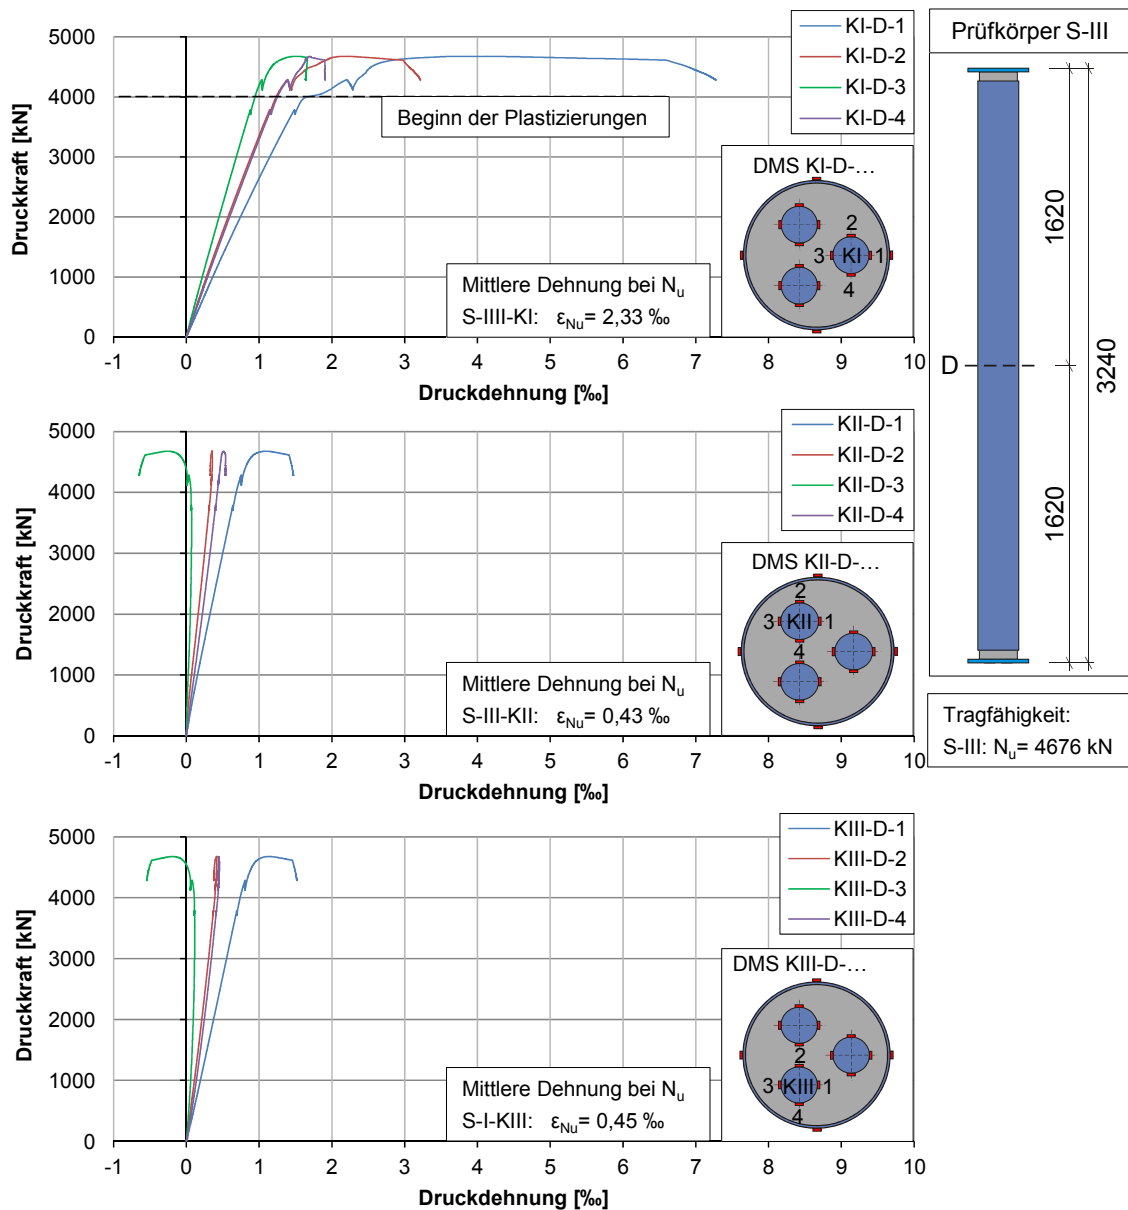 5000
4000
3000
2000
1000
0
-1 0 1 2 3 4 5 6 7 8 9 10
Druckkraft [kN]
Druckdehnung [‰]
KI-D-1
KI-D-2
KI-D-3
KI-D-4
Beginn der Plastizierungen
DMS KI-D-…
2
3 KI 1
4
Mittlere Dehnung bei Nu
S-IIII-KI: εNu= 2,33 ‰
Prüfkörper S-III
1620
1620
3240
D
Tragfähigkeit:
S-III: Nu= 4676 kN
5000
4000
3000
2000
1000
0
-1 0 1 2 3 4 5 6 7 8 9 10
Druckkraft [kN]
Druckdehnung [‰]
KII-D-1
KII-D-2
KII-D-3
KII-D-4
DMS KII-D-…
2
3 KII 1
4
Mittlere Dehnung bei Nu
S-III-KII: εNu= 0,43 ‰
5000
4000
3000
2000
1000
0
-1 0 1 2 3 4 5 6 7 8 9 10
Druckkraft [kN]
Druckdehnung [‰]
KIII-D-1
KIII-D-2
KIII-D-3
KIII-D-4
DMS KIII-D-…
2
3 KIII 1
4
Mittlere Dehnung bei Nu
S-I-KIII: εNu= 0,45 ‰